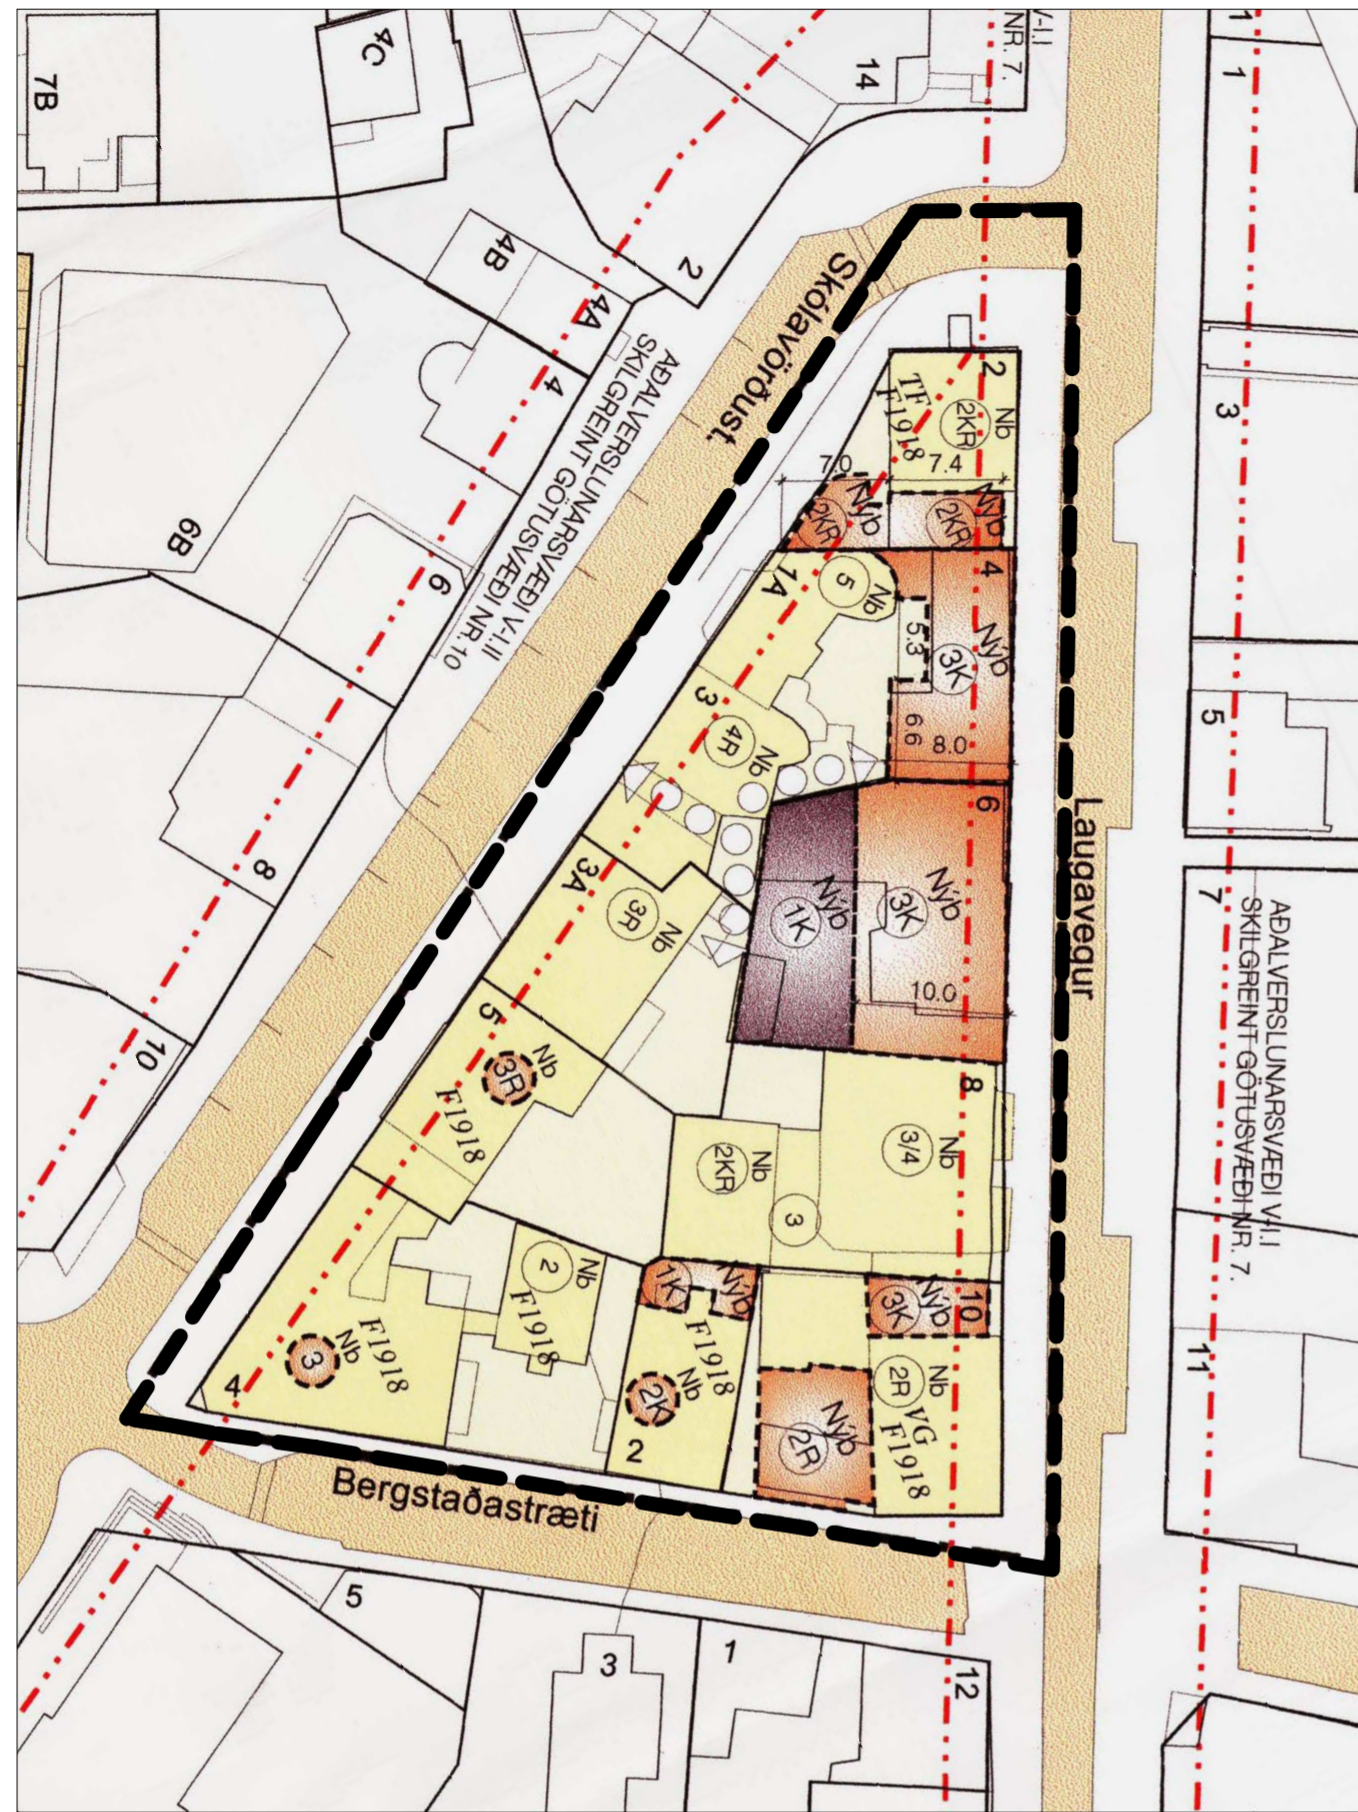 7B
4C
14
V-I.I
NR. 7.
1
1
2
4B
4A
4
3
Skólavörðust.
AÐALVERSLUNARSVÆÐI V-I.II
SKILGREINT GÖTUSVÆÐI NR.10
2
Nb
2KR
TF
F1918
7.0
7.4
Nýb
2KR
Nýb
2KR
6B
6
1A
5
Nb
4
Nýb
3K
5.3
6.6
8.0
3
4R
Nb
5
8
3A
3R
Nb
6
Nýb
3K
Nýb
1K
10.0
Laugavegur
7
AÐALVERSLUNARSVÆÐI V-I.I
SKILGREINT GÖTUSVÆÐI NR. 7.
10
5
Nb
3R
F1918
8
Nb
3/4
Nb
2KR
3
2
Nb
F1918
1K
Nýb
F1918
Nb
2K
2
10
Nýb
3K
Nb
2R
VG
F1918
Nýb
2R
11
4
3
Nb
F1918
Bergstaðastræti
5
3
1
12